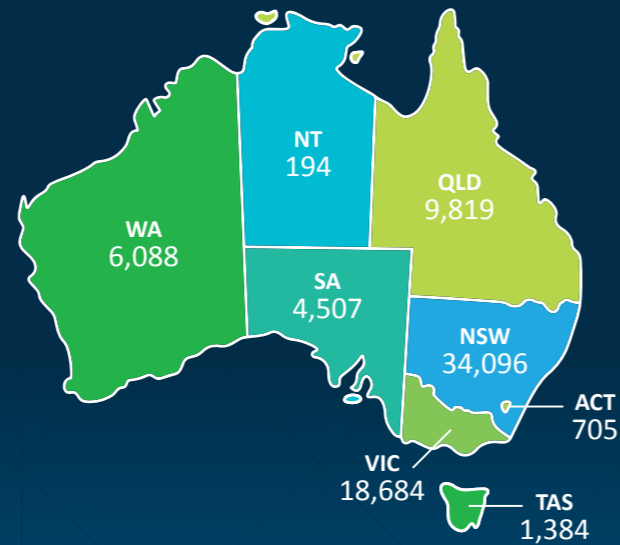 NT
194
QLD
9,819
WA
6,088
SA
4,507
NSW
34,096
ACT
705
VIC
18,684
TAS
1,384